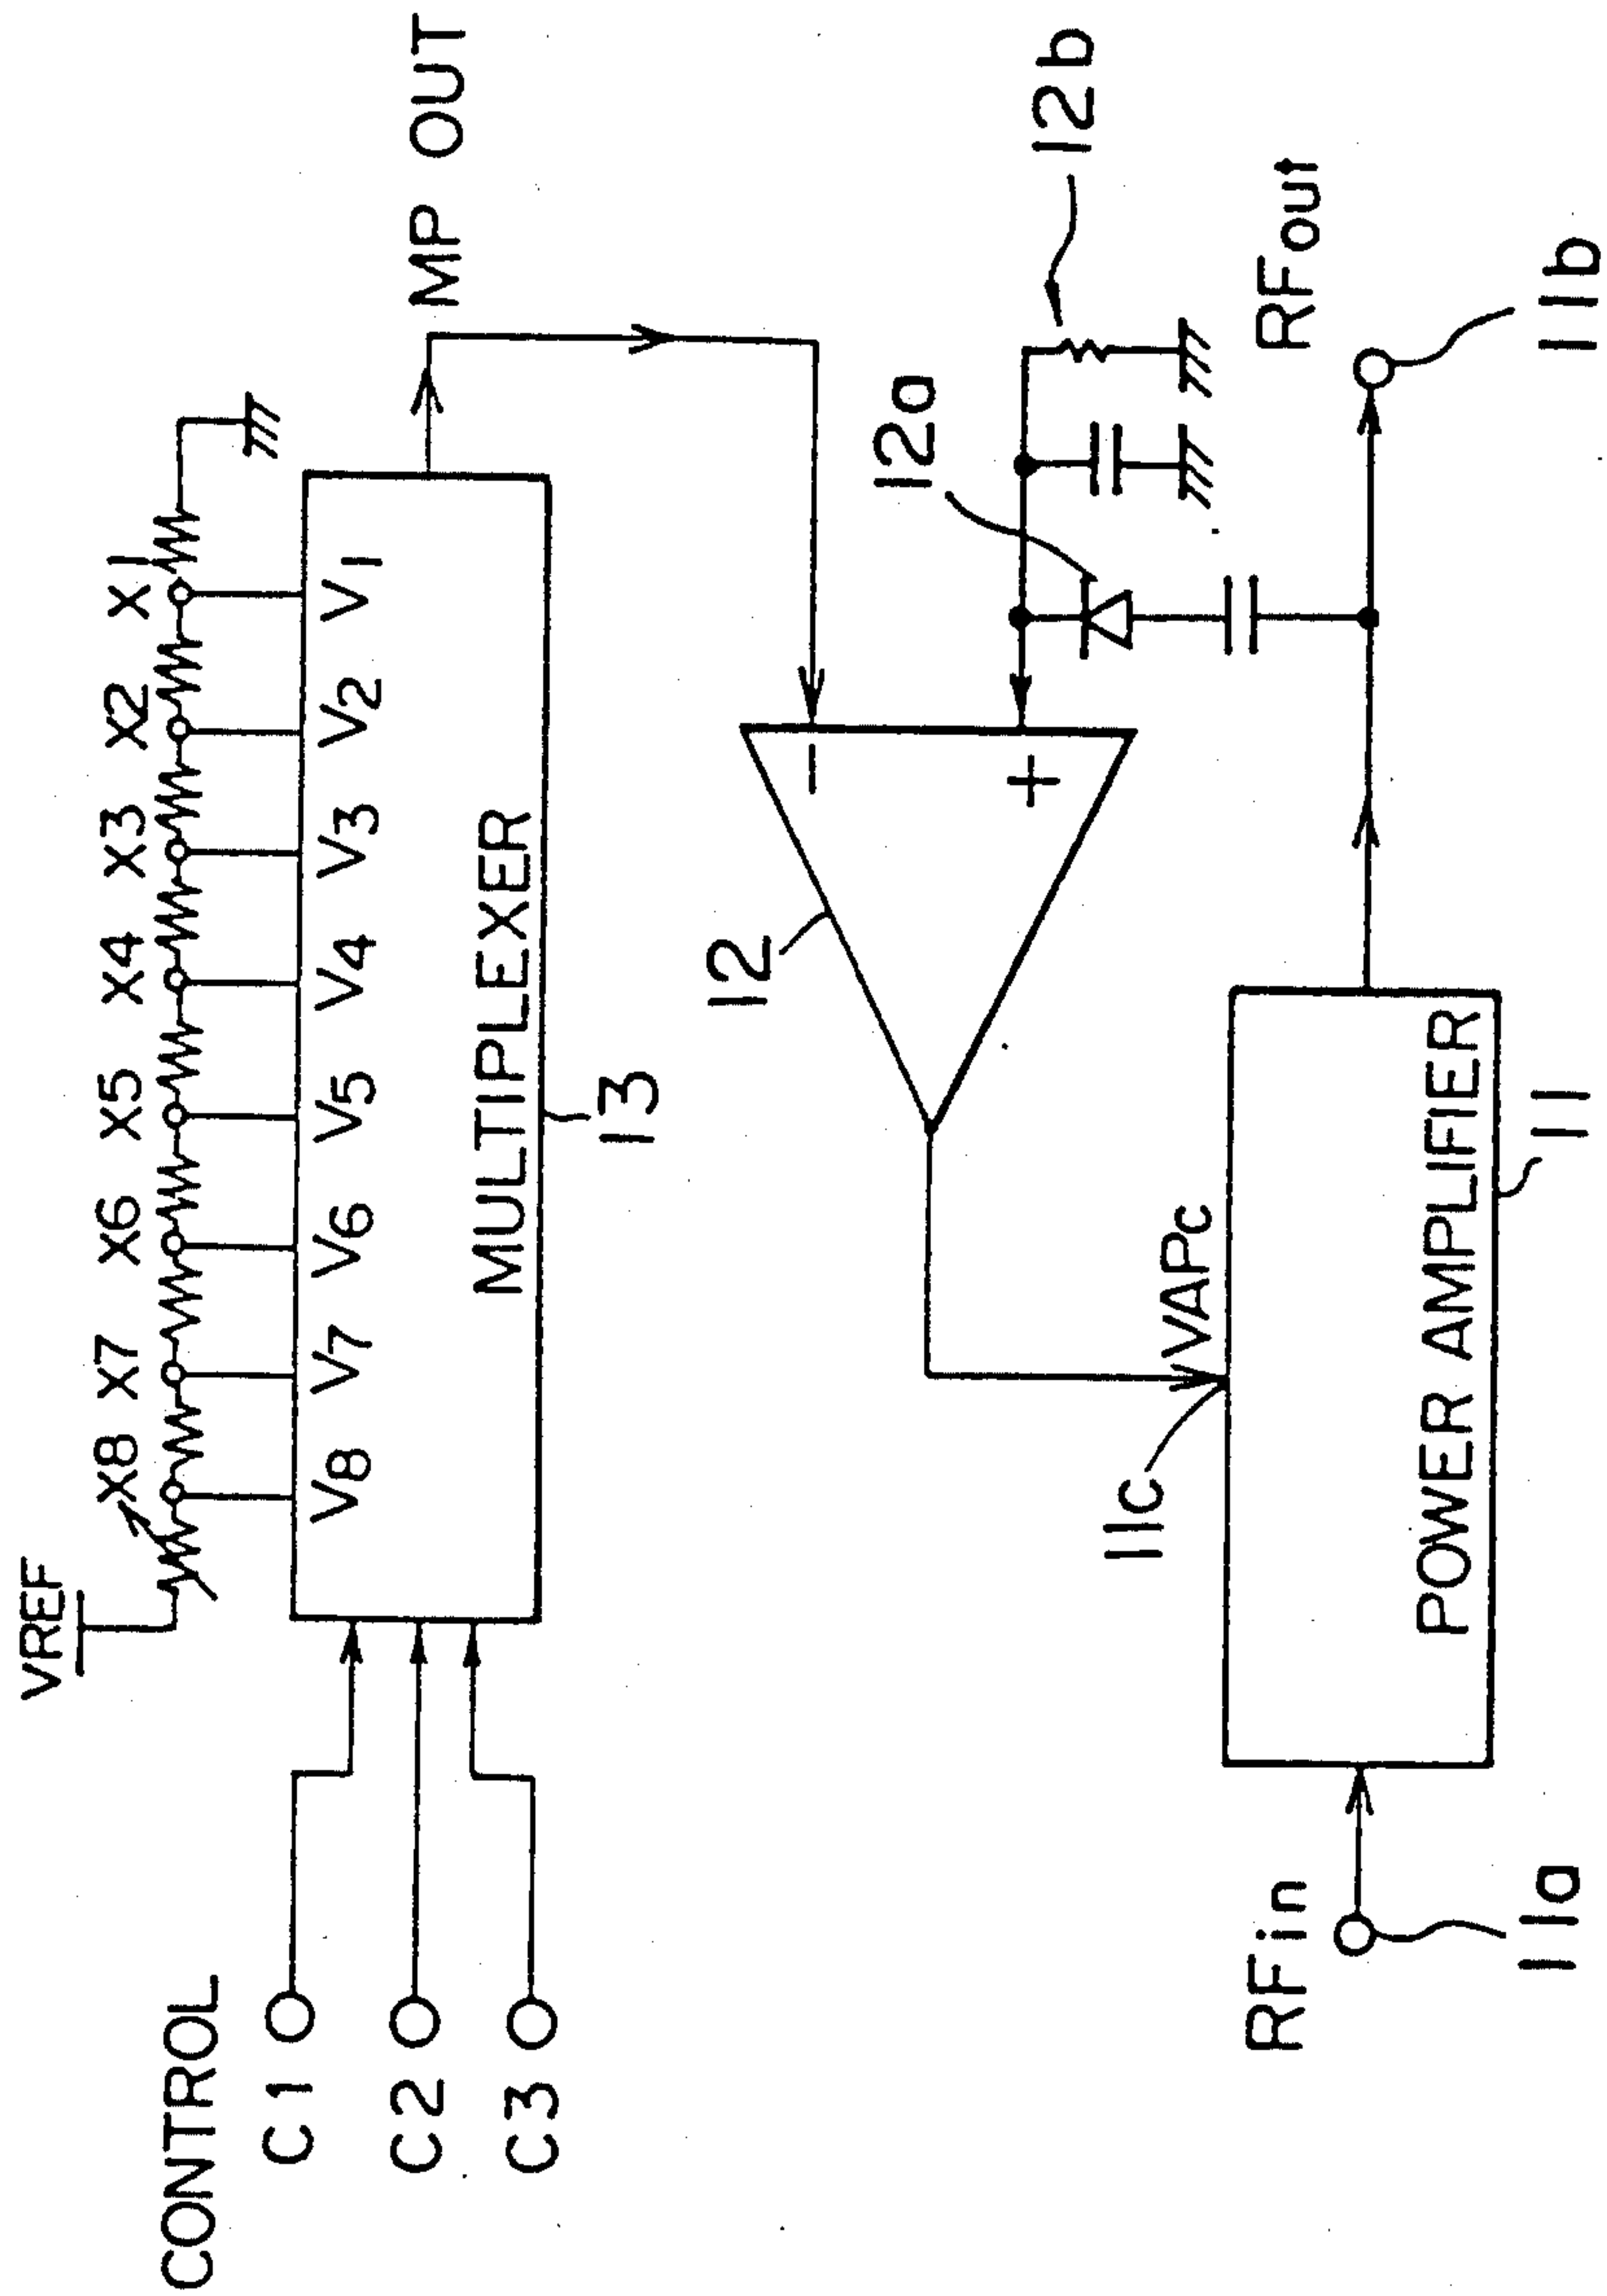 VREF
X8 X7 X6 X5 X4 X3 X2 X1
CONTROL
C1
C2
C3
V8 V7 V6 V5 V4 V3 V2 V1
MULTIPLEXER
13
MP OUT
12
−
+
12a
12b
11c
VAPc
RFin
11a
POWER AMPLIFIER
11
RFout
11b